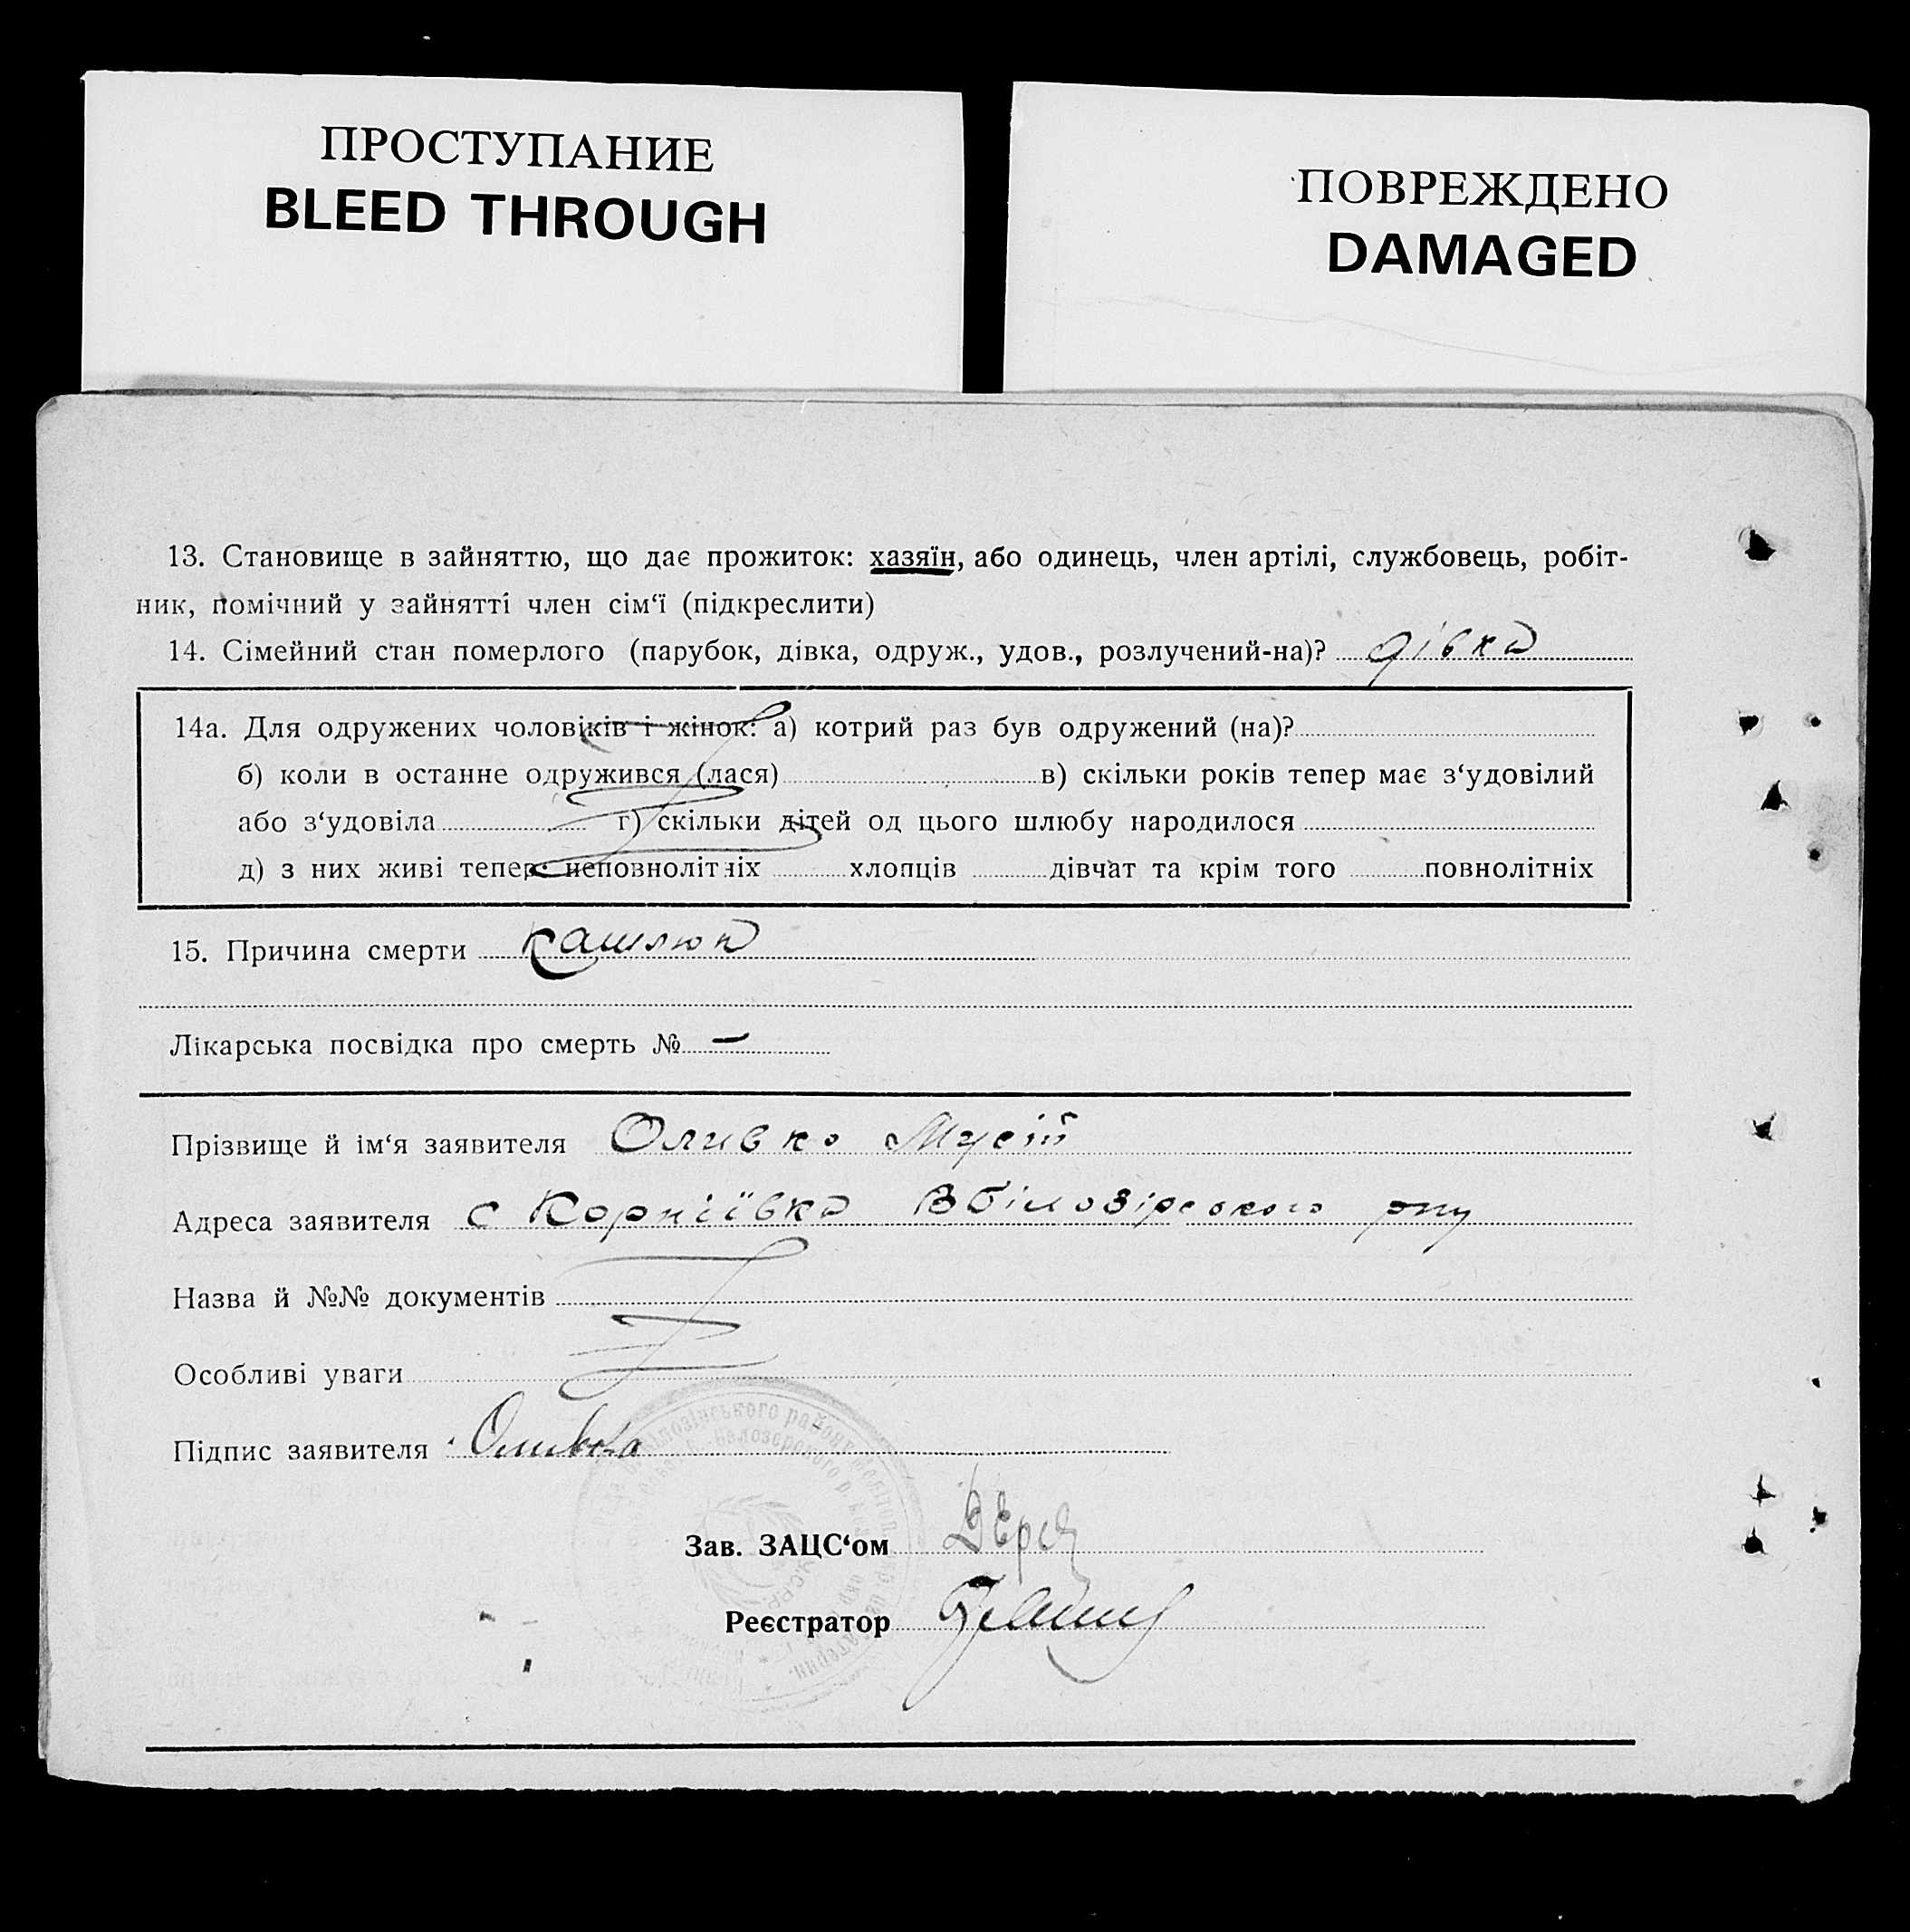 ПРОСТУПАНИЕ
BLEED THROUGH
ПОВРЕЖДЕНО
DAMAGED
13. Становище в зайняттю, що дає прожиток: хазяїн, або одинець, член артілі, службовець, робіт-
ник, помічний у зайнятті член сім‘ї (підкреслити)
14. Сімейний стан померлого (парубок, дівка, одруж., удов., розлучений-на)? дівка
14а. Для одружених чоловіків і жінок: а) котрий раз був одружений (на)?
б) коли в останне одружився (лася) в) скільки років тепер має з‘удовілий
або з‘удовіла г) скільки дітей од цього шлюбу народилося
д) з них живі тепер: неповнолітніх хлопців дівчат та крім того повнолітніх
15. Причина смерти кашлюк
Лікарська посвідка про смерть № —
Прізвище й ім‘я заявителя Оливко Мусій
Адреса заявителя с Корніївка Вбілозірського рну
Назва й №№ документів
Особливі уваги
Підпис заявителя Оливко
Зав. ЗАЦС‘ом
Реєстратор